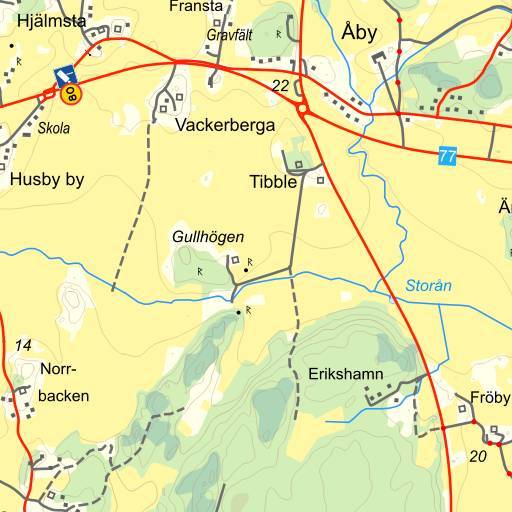 Fransta
Hjälmsta
Gravfält
Åby
R
R
22
80
Skola
Vackerberga
77
Husby by
Tibble
Är
Gullhögen
R
R
Storån
R
14
Norr-
backen
Erikshamn
Fröby
20